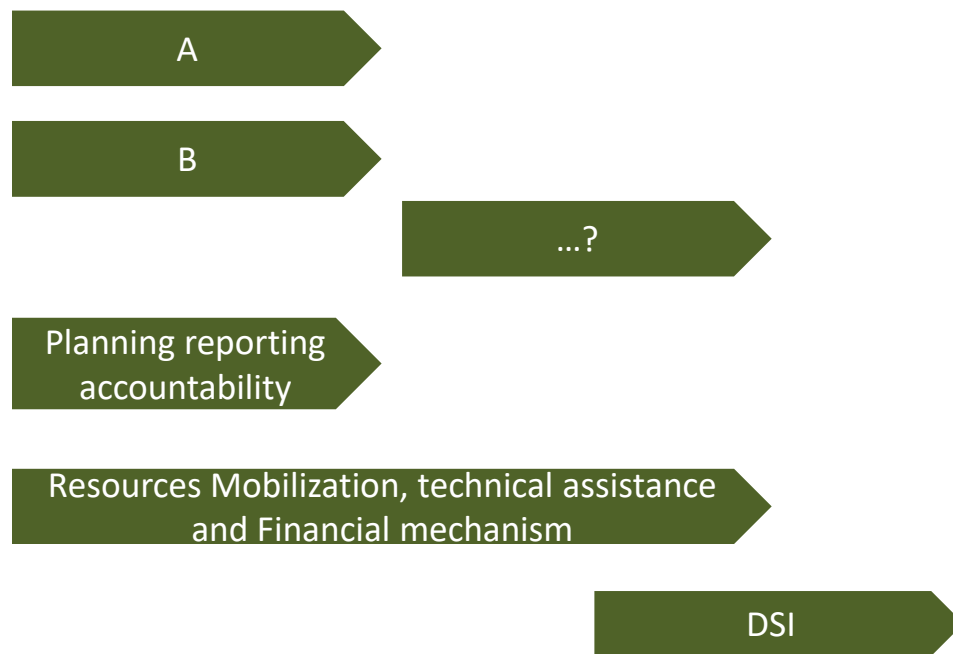 A
B
...?
Planning reporting
accountability
Resources Mobilization, technical assistance
and Financial mechanism
DSI